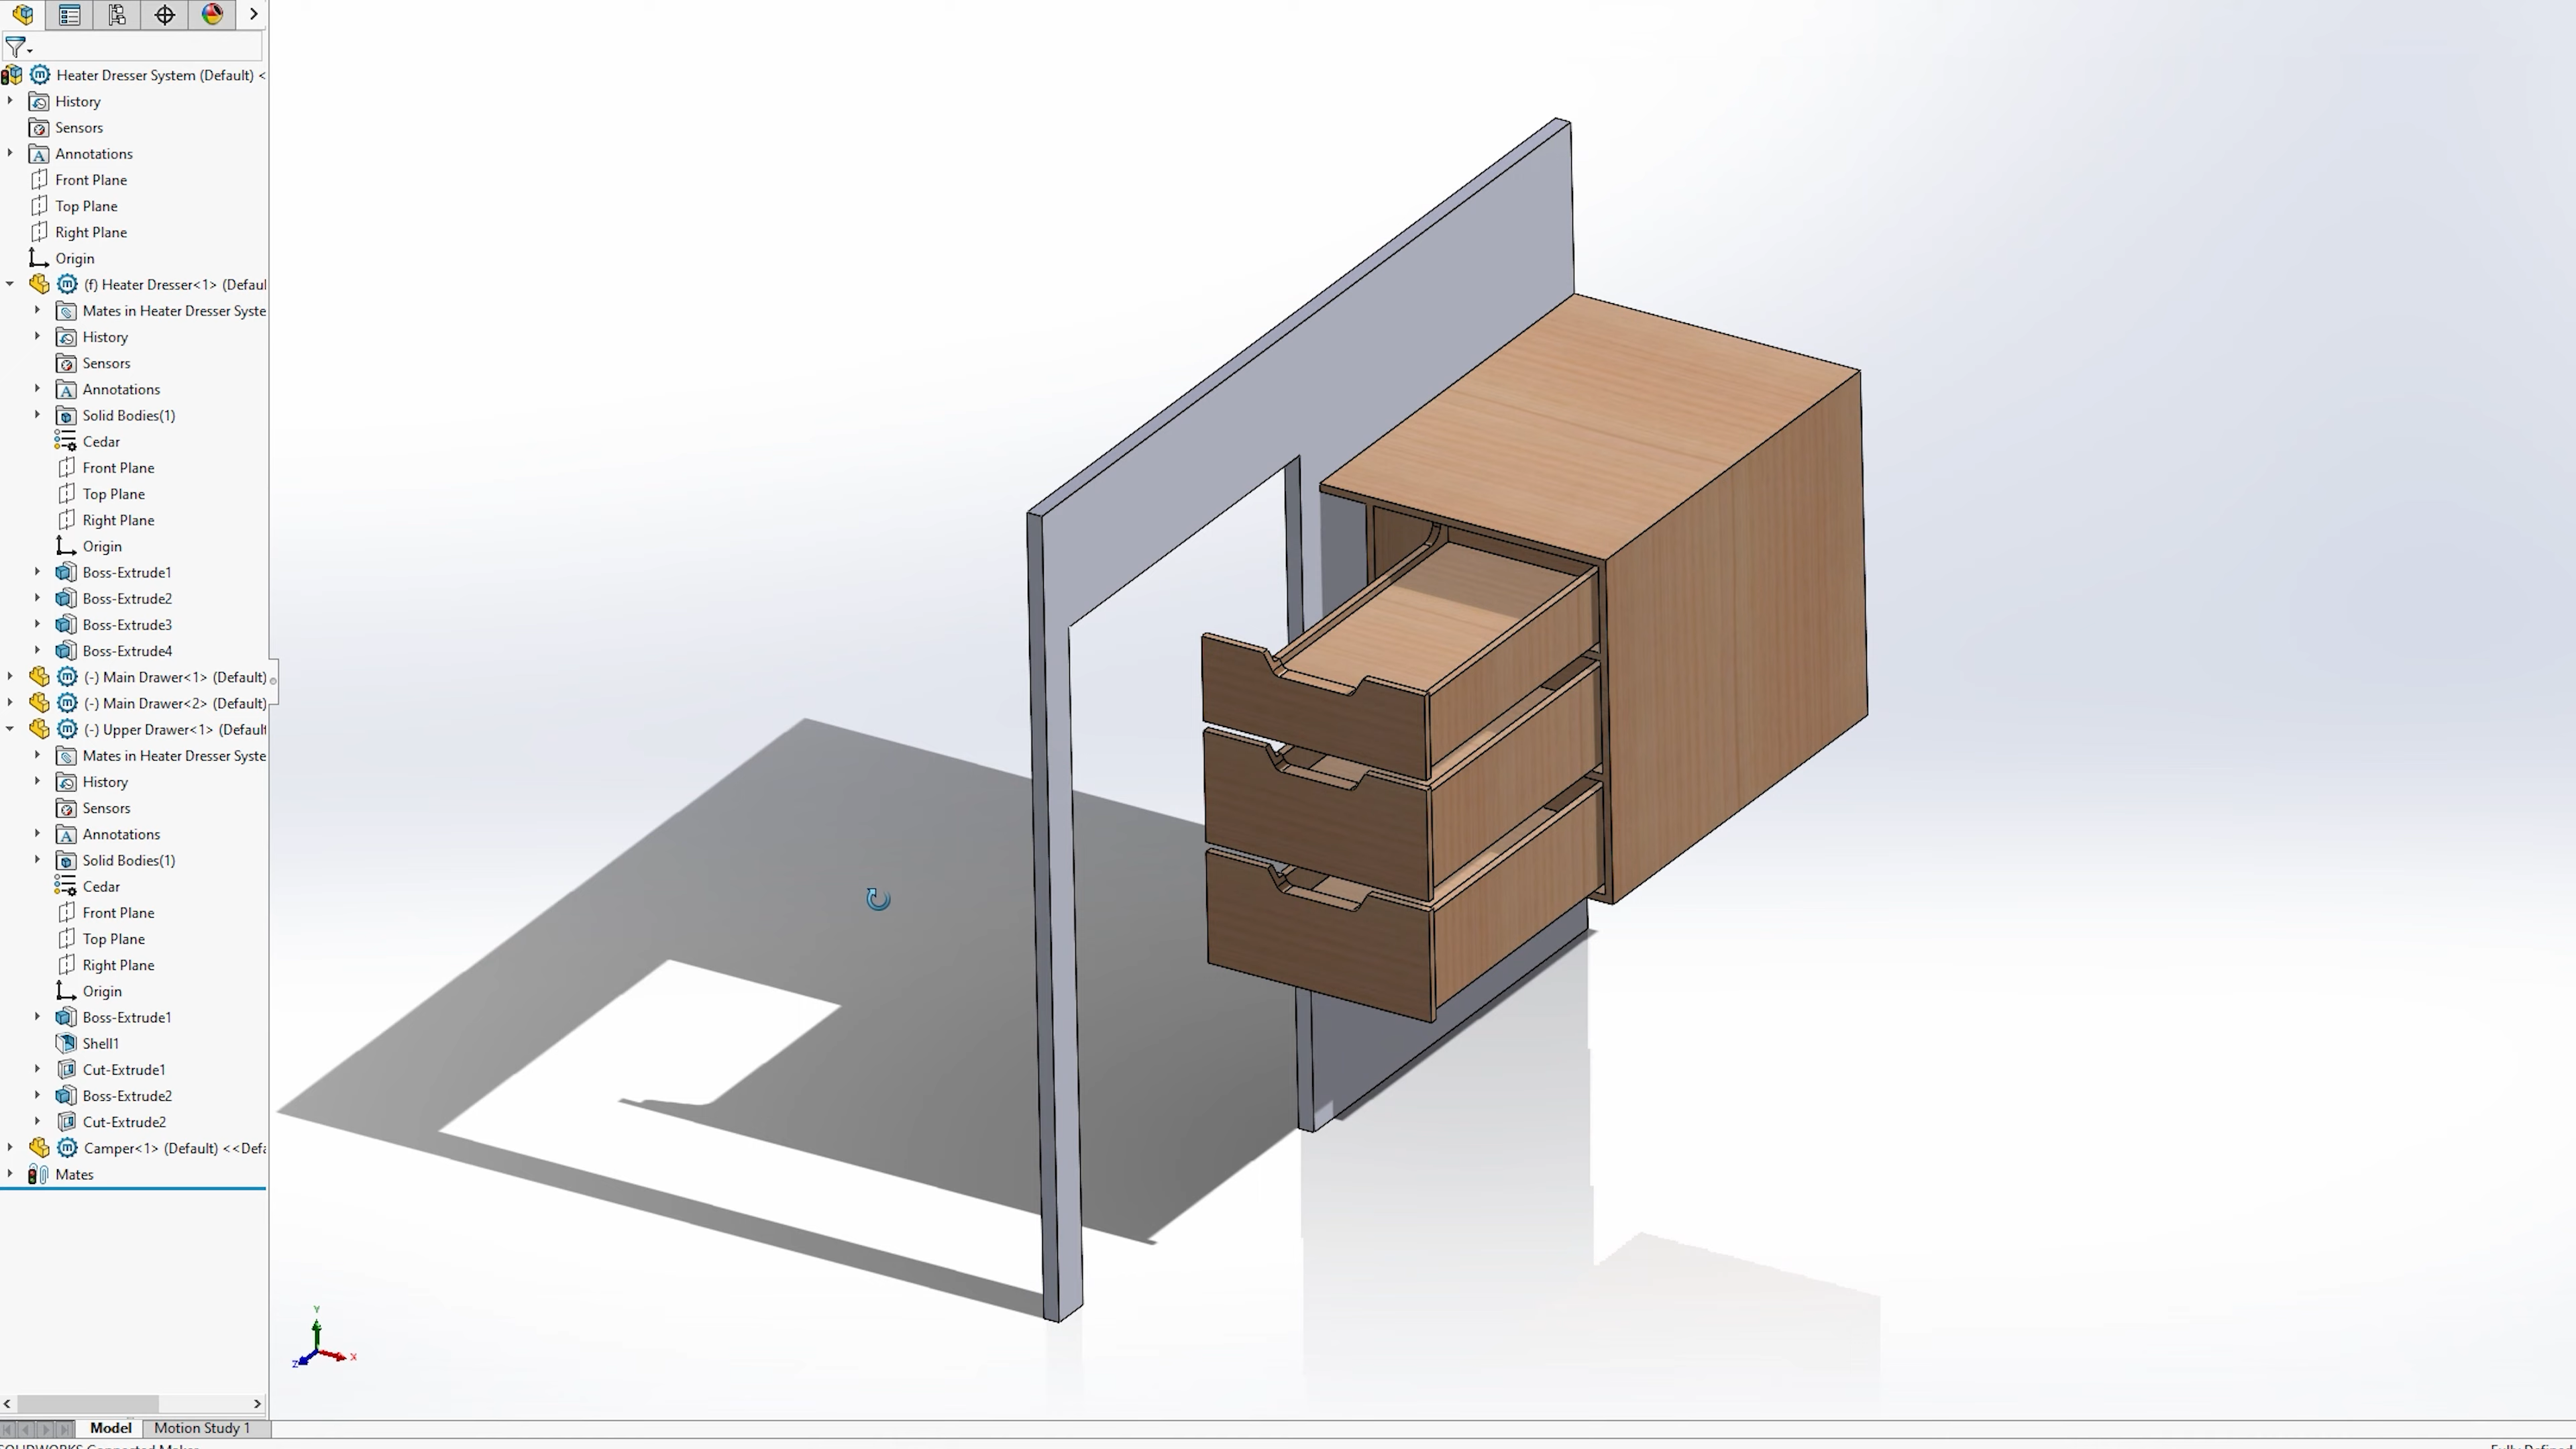 Heater Dresser System (Default) <
History
Sensors
Annotations
Front Plane
Top Plane
Right Plane
Origin
(f) Heater Dresser<1> (Defaul
Mates in Heater Dresser Syste
History
Sensors
Annotations
Solid Bodies(1)
Cedar
Front Plane
Top Plane
Right Plane
Origin
Boss-Extrude1
Boss-Extrude2
Boss-Extrude3
Boss-Extrude4
(-) Main Drawer<1> (Default)
(-) Main Drawer<2> (Default)
(-) Upper Drawer<1> (Default
Mates in Heater Dresser Syste
History
Sensors
Annotations
Solid Bodies(1)
Cedar
Front Plane
Top Plane
Right Plane
Origin
Boss-Extrude1
Shell1
Cut-Extrude1
Boss-Extrude2
Cut-Extrude2
Camper<1> (Default) <<Defa
Mates
Y
Z X
Model Motion Study 1